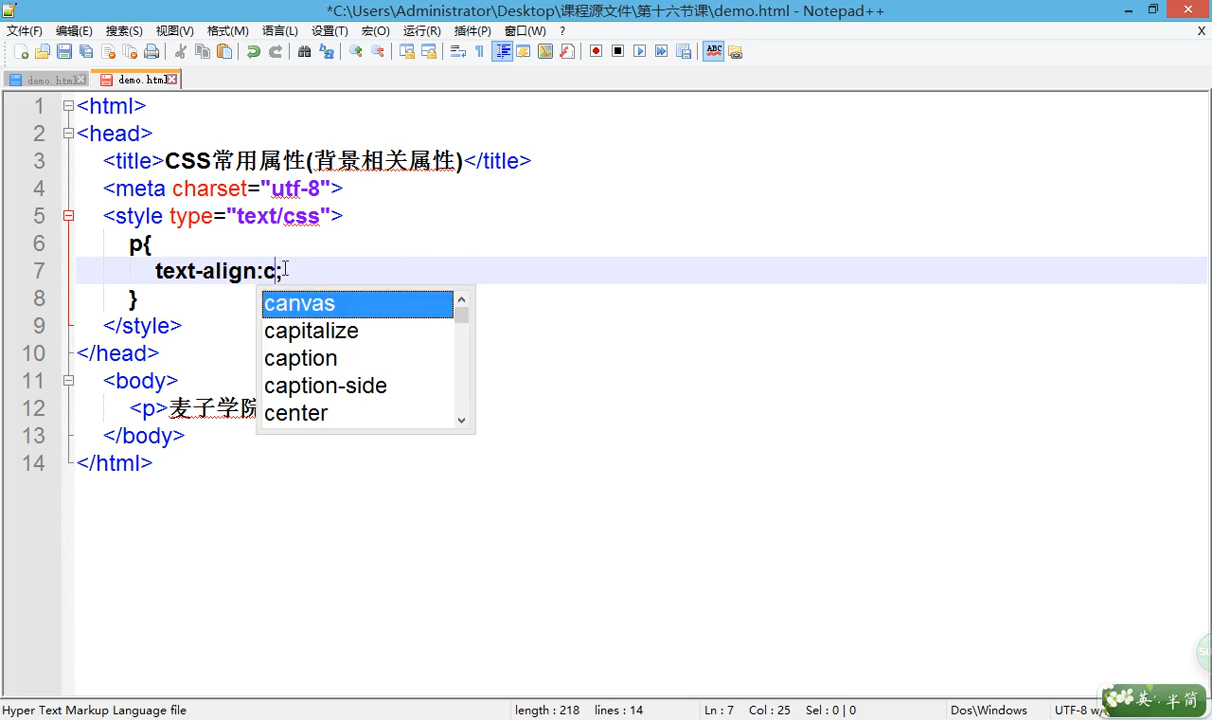 *C:\Users\Administrator\Desktop\课程源文件\第十六节课\demo.html - Notepad++
文件(F) 编辑(E) 搜索(S) 视图(V) 格式(M) 语言(L) 设置(T) 宏(O) 运行(R) 插件(P) 窗口(W) ? X
demo.html demo.html
1 <html>
2 <head>
3 <title>CSS常用属性(背景相关属性)</title>
4 <meta charset="utf-8">
5 <style type="text/css">
6 p{
7 text-align:c;
8 }
9 </style>
10 </head>
11 <body>
12 <p>麦子学院
13 </body>
14 </html>
canvas
capitalize
caption
caption-side
center
Hyper Text Markup Language file length : 218 lines : 14 Ln : 7 Col : 25 Sel : 0 | 0 Dos\Windows UTF-8 w/
英 半 简